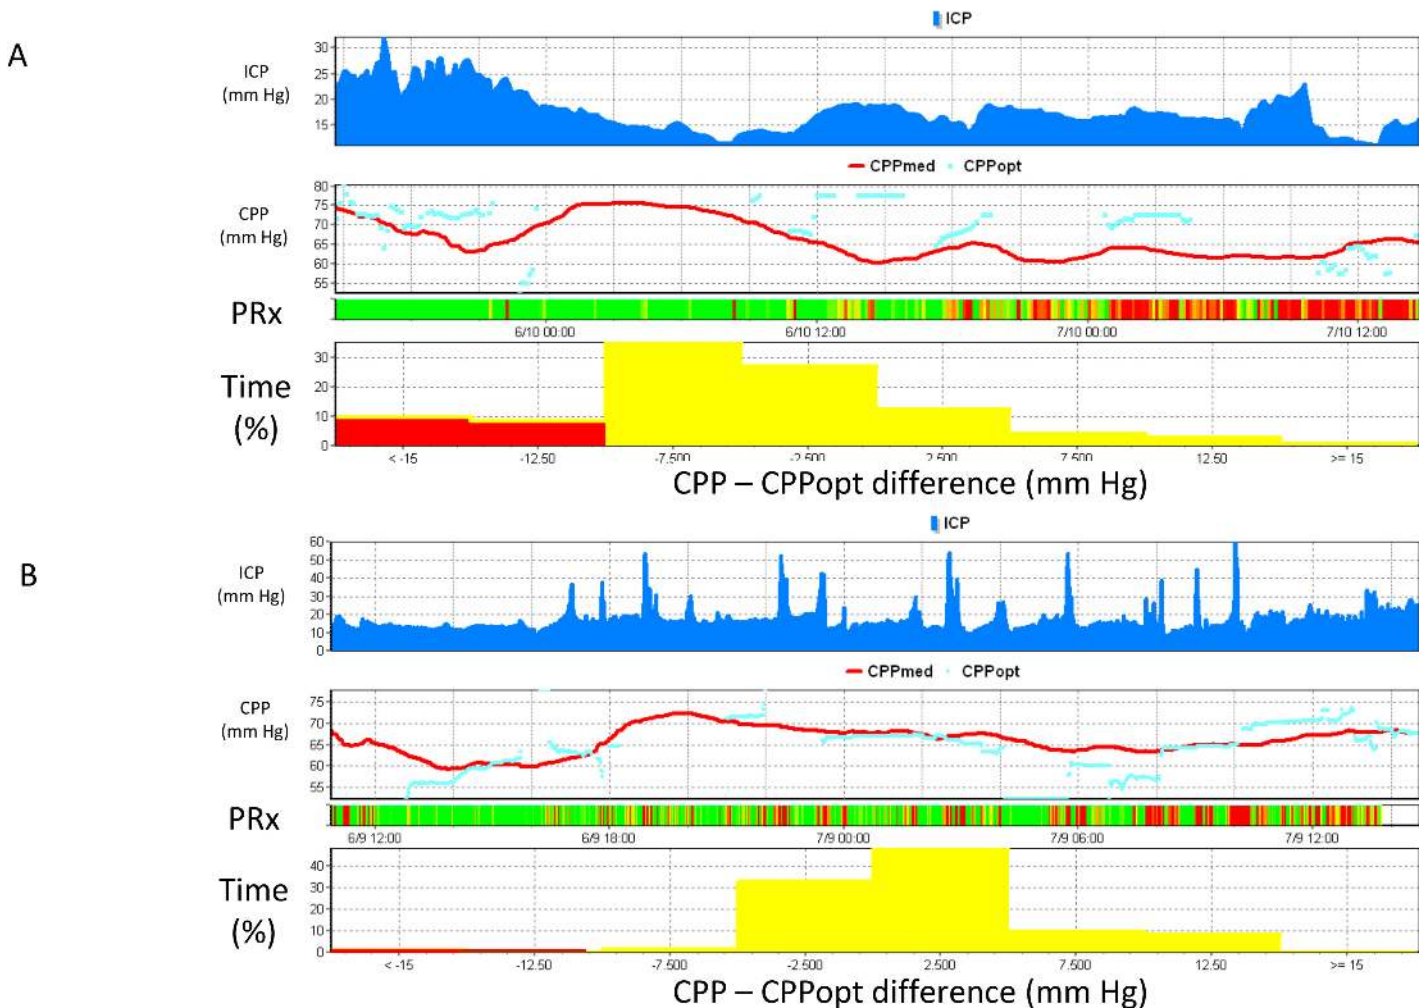 A
ICP
ICP
(mm Hg)
30
25
20
15
CPPmed CPPopt
CPP
(mm Hg)
80
75
70
65
60
55
PRx
6/10 00:00 6/10 12:00 7/10 00:00 7/10 12:00
Time
(%)
30
20
10
0
< -15 -12.50 -7.500 -2.500 2.500 7.500 12.50 >= 15
CPP – CPPopt difference (mm Hg)
B
ICP
ICP
(mm Hg)
60
50
40
30
20
10
0
CPPmed CPPopt
CPP
(mm Hg)
75
70
65
60
55
PRx
6/9 12:00 6/9 18:00 7/9 00:00 7/9 06:00 7/9 12:00
Time
(%)
40
30
20
10
0
< -15 -12.50 -7.500 -2.500 2.500 7.500 12.50 >= 15
CPP – CPPopt difference (mm Hg)